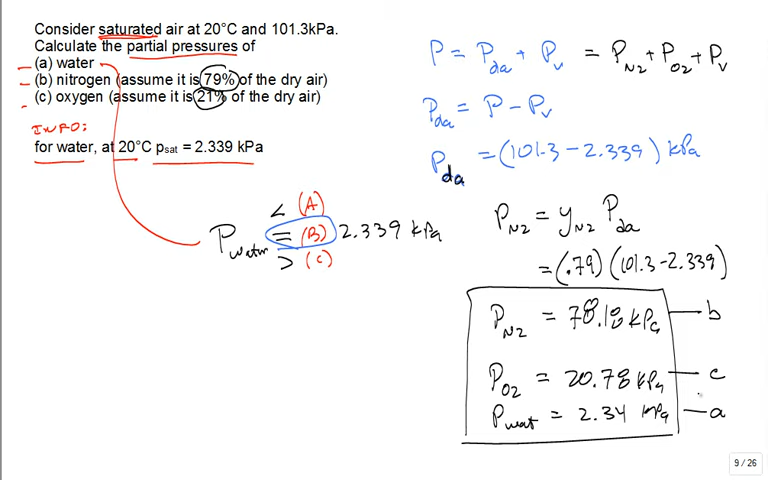 Consider saturated air at 20°C and 101.3kPa.
Calculate the partial pressures of
(a) water
(b) nitrogen (assume it is 79% of the dry air)
(c) oxygen (assume it is 21% of the dry air)
INFO:
for water, at 20°C psat = 2.339 kPa
< (A)
P water = (B) 2.339 kPa
> (C)
P = Pda + Pv = PN2 + PO2 + Pv
Pda = P - Pv
Pda = (101.3 - 2.339) kPa
PN2 = yN2 Pda
= (.79) (101.3 - 2.339)
PN2 = 78.18 kPa — b
PO2 = 20.78 kPa — c
Pwat = 2.34 kPa — a
9 / 26